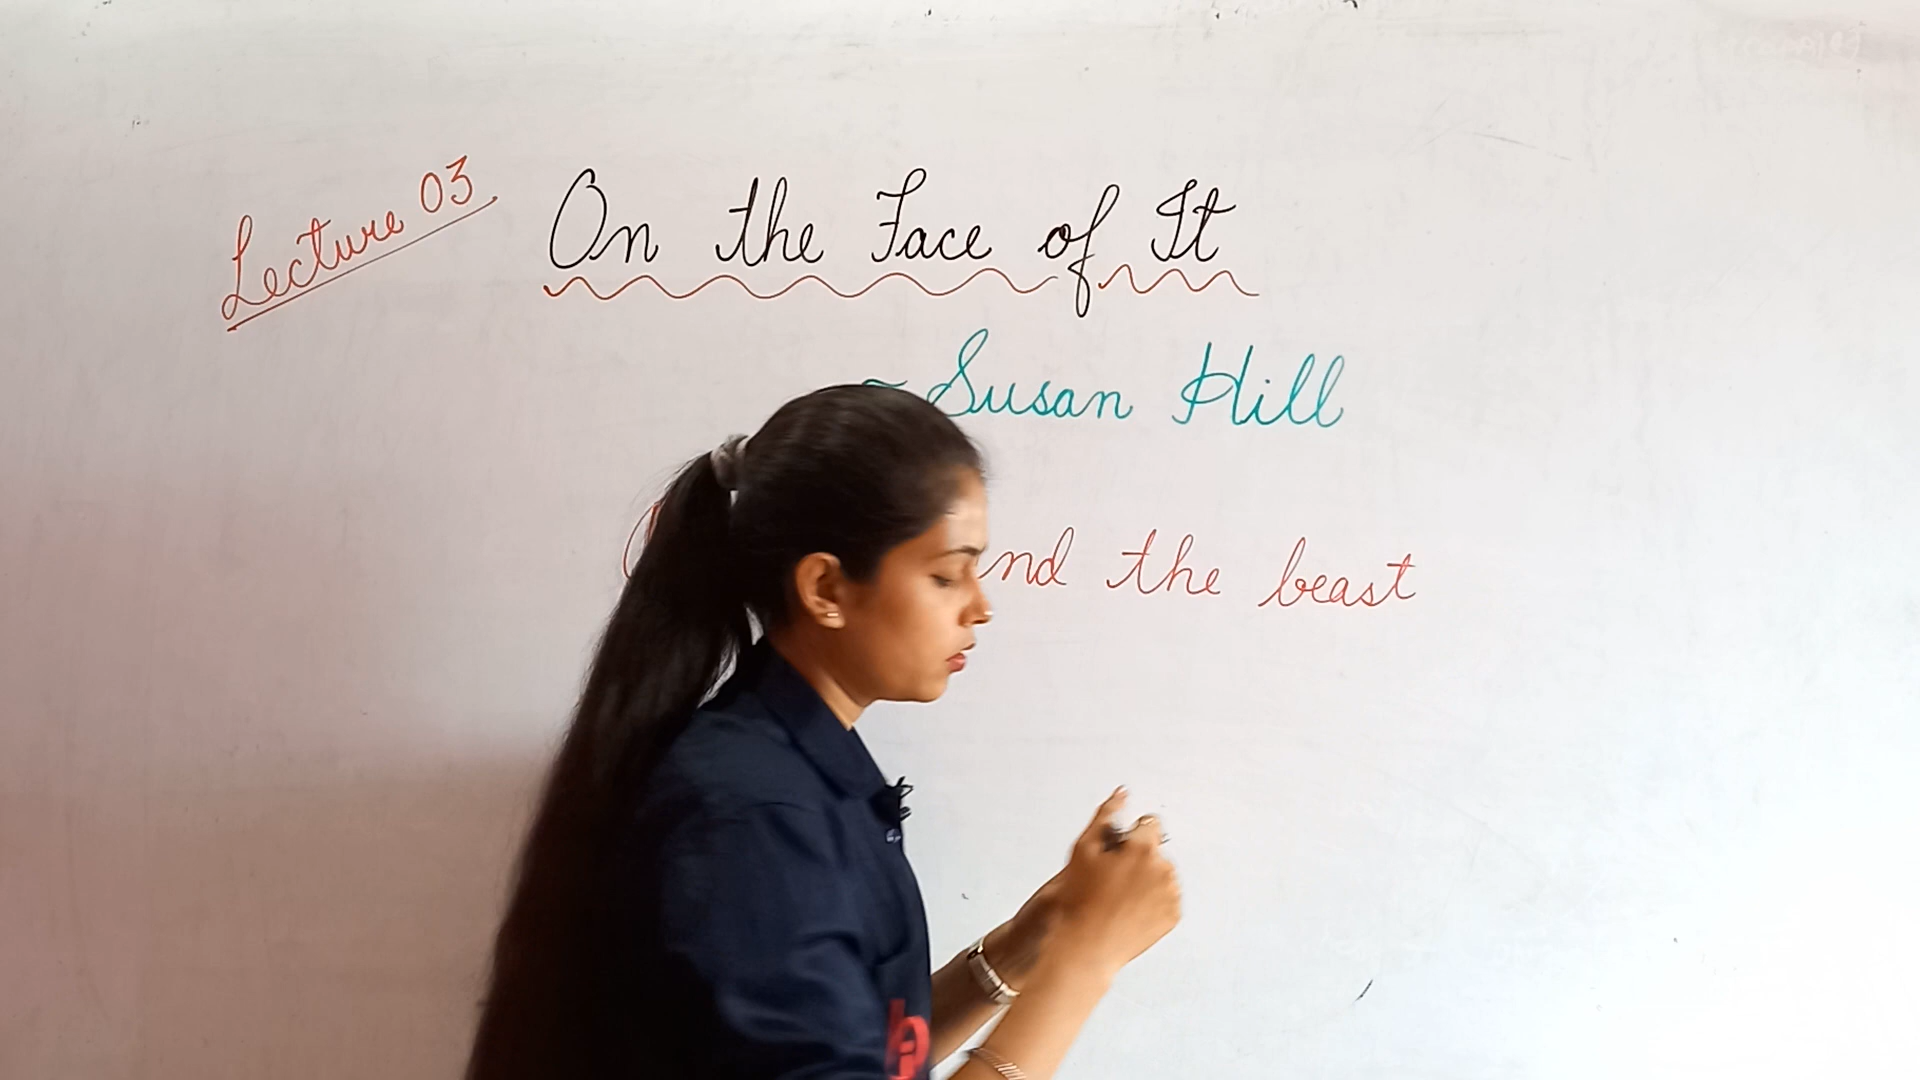 Lecture 03
On the Face of It
~ Susan Hill
nd the beast